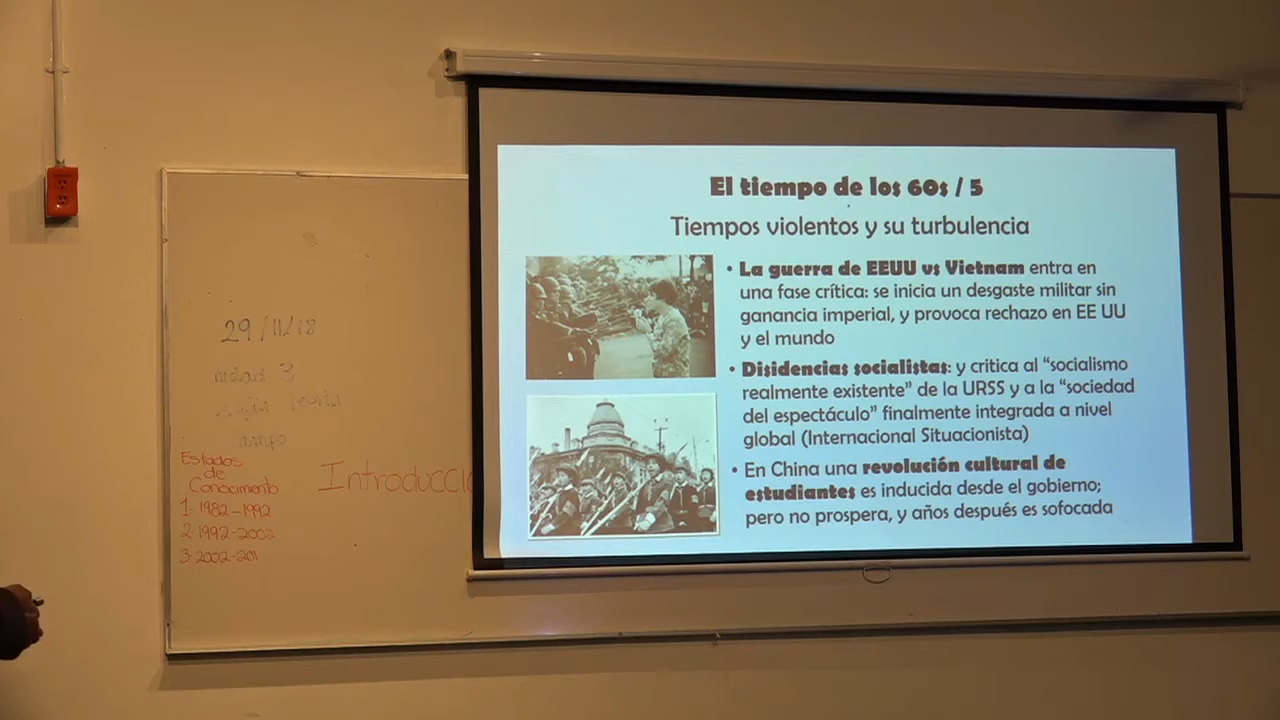 29/11/18
3
Estados
de
Conocimiento
1- 1982-1992
2- 1992-2002
3- 2002-201
Introducció
El tiempo de los 60s / 5
Tiempos violentos y su turbulencia
• La guerra de EEUU vs Vietnam entra en
una fase crítica: se inicia un desgaste militar sin
ganancia imperial, y provoca rechazo en EE UU
y el mundo
• Disidencias socialistas: y critica al “socialismo
realmente existente” de la URSS y a la “sociedad
del espectáculo” finalmente integrada a nivel
global (Internacional Situacionista)
• En China una revolución cultural de
estudiantes es inducida desde el gobierno;
pero no prospera, y años después es sofocada